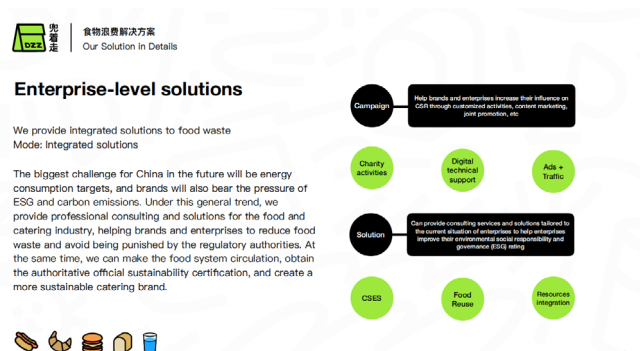 DZZ
兜着走
食物浪费解决方案
Our Solution in Details
Enterprise-level solutions
We provide integrated solutions to food waste
Mode: Integrated solutions
The biggest challenge for China in the future will be energy
consumption targets, and brands will also bear the pressure of
ESG and carbon emissions. Under this general trend, we
provide professional consulting and solutions for the food and
catering industry, helping brands and enterprises to reduce food
waste and avoid being punished by the regulatory authorities. At
the same time, we can make the food system circulation, obtain
the authoritative official sustainability certification, and create a
more sustainable catering brand.
Campaign
Help brands and enterprises increase their influence on
CSR through customized activities, content marketing,
joint promotion, etc
Charity
activities
Digital
technical
support
Ads +
Traffic
Solution
Can provide consulting services and solutions tailored to
the current situation of enterprises to help enterprises
improve their environmental social responsibility and
governance (ESG) rating
CSES
Food
Reuse
Resources
integration